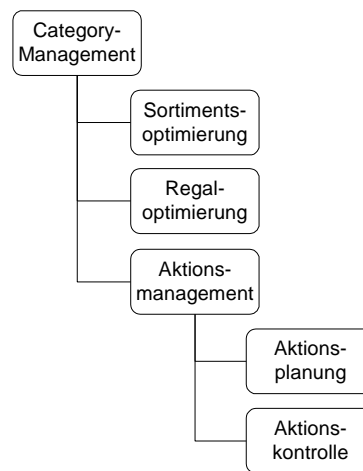 Category-
Management
Sortiments-
optimierung
Regal-
optimierung
Aktions-
management
Aktions-
planung
Aktions-
kontrolle